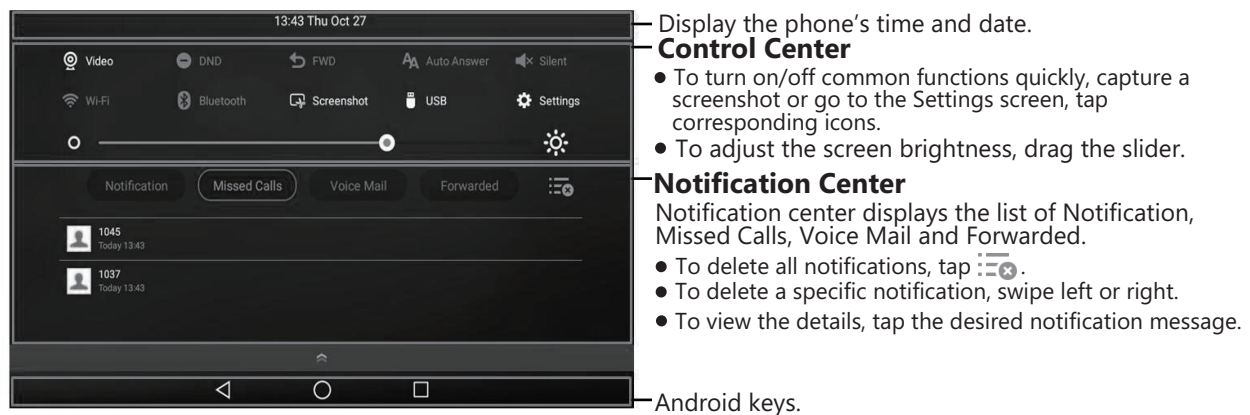 13:43 Thu Oct 27
Display the phone's time and date.
Video DND FWD Auto Answer Silent
Wi-Fi Bluetooth Screenshot USB Settings
Control Center
● To turn on/off common functions quickly, capture a
screenshot or go to the Settings screen, tap
corresponding icons.
● To adjust the screen brightness, drag the slider.
Notification Missed Calls Voice Mail Forwarded
1045
Today 13:43
1037
Today 13:43
Notification Center
Notification center displays the list of Notification,
Missed Calls, Voice Mail and Forwarded.
● To delete all notifications, tap .
● To delete a specific notification, swipe left or right.
● To view the details, tap the desired notification message.
Android keys.